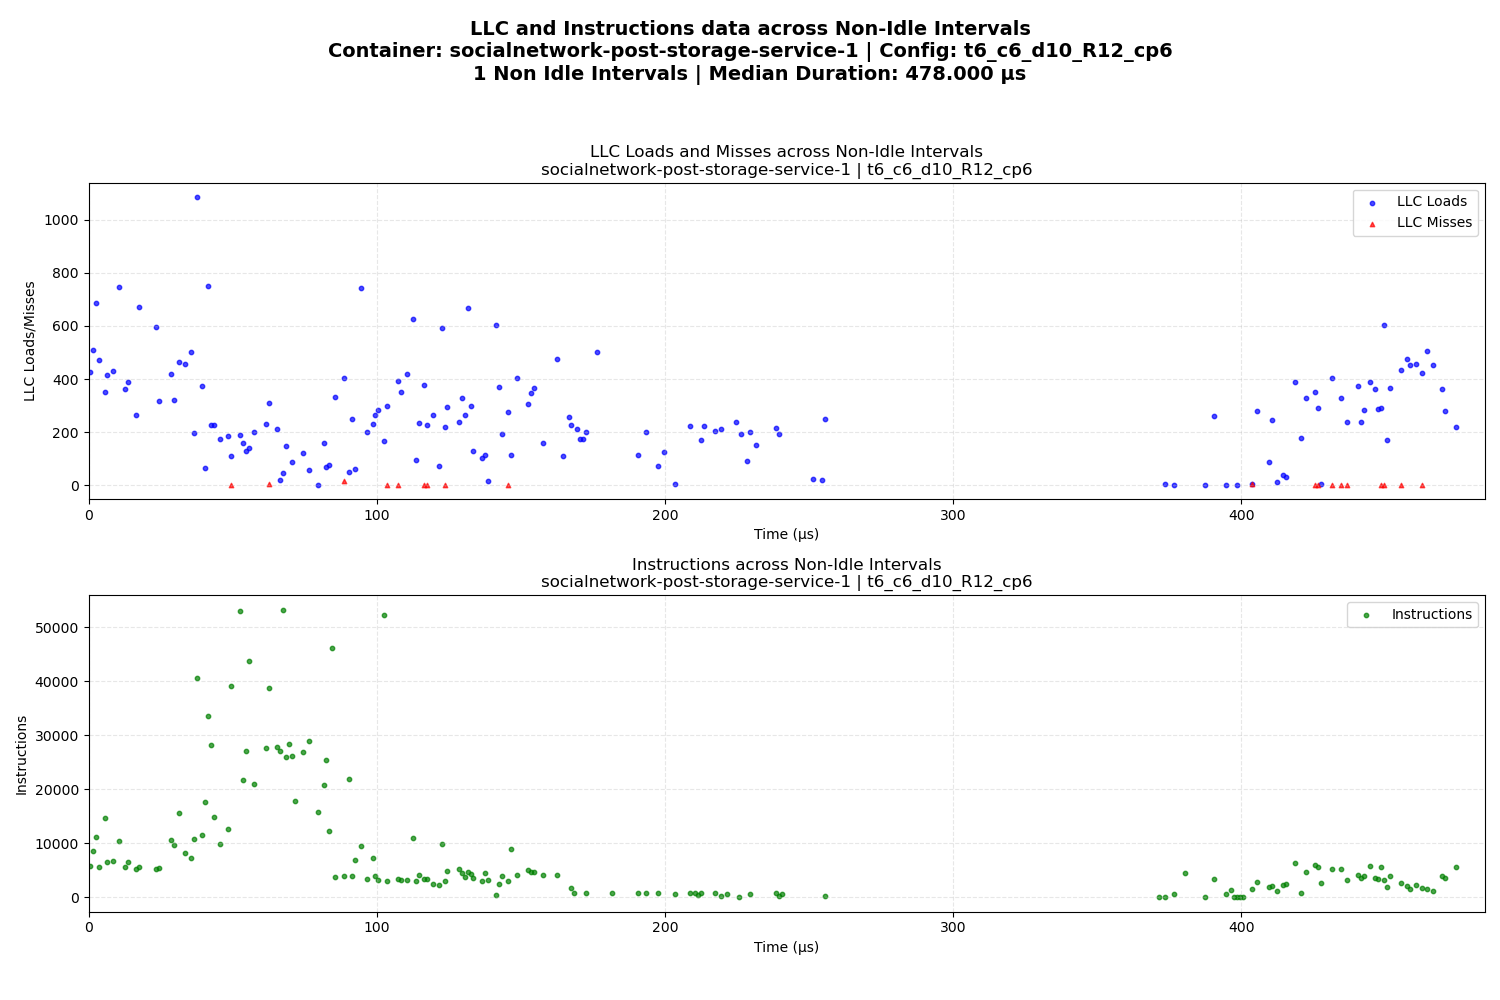 LLC and Instructions data across Non-Idle Intervals
Container: socialnetwork-post-storage-service-1 | Config: t6_c6_d10_R12_cp6
1 Non Idle Intervals | Median Duration: 478.000 µs
LLC Loads and Misses across Non-Idle Intervals
socialnetwork-post-storage-service-1 | t6_c6_d10_R12_cp6
LLC Loads/Misses
1000
800
600
400
200
0
LLC Loads
LLC Misses
0 100 200 300 400
Time (µs)
Instructions across Non-Idle Intervals
socialnetwork-post-storage-service-1 | t6_c6_d10_R12_cp6
Instructions
50000
40000
30000
20000
10000
0
Instructions
0 100 200 300 400
Time (µs)